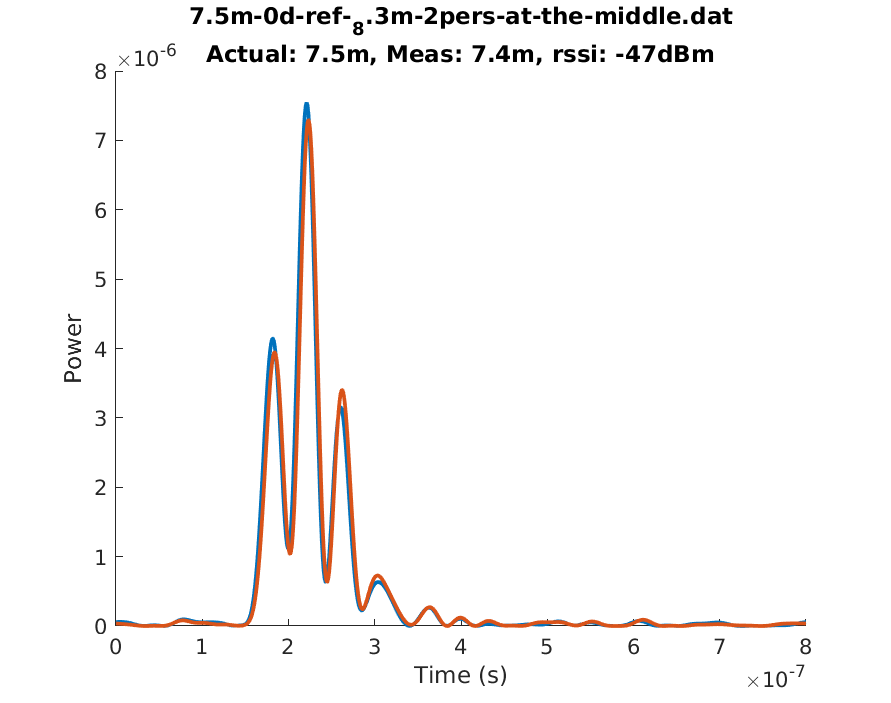 7.5m-0d-ref-8.3m-2pers-at-the-middle.dat
Actual: 7.5m, Meas: 7.4m, rssi: -47dBm
×10-6
8
7
6
5
4
3
2
1
0
Power
0 1 2 3 4 5 6 7 8
Time (s)
×10-7